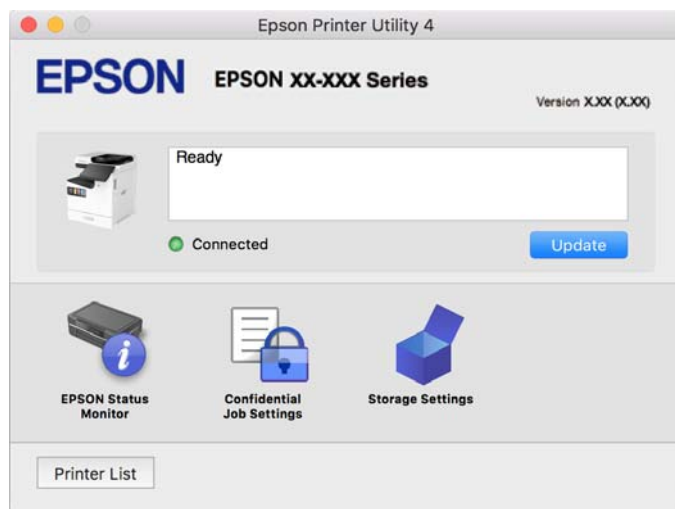 Epson Printer Utility 4
EPSON
EPSON XX-XXX Series
Version X.XX (X.XX)
Ready
Connected
Update
EPSON Status
Monitor
Confidential
Job Settings
Storage Settings
Printer List